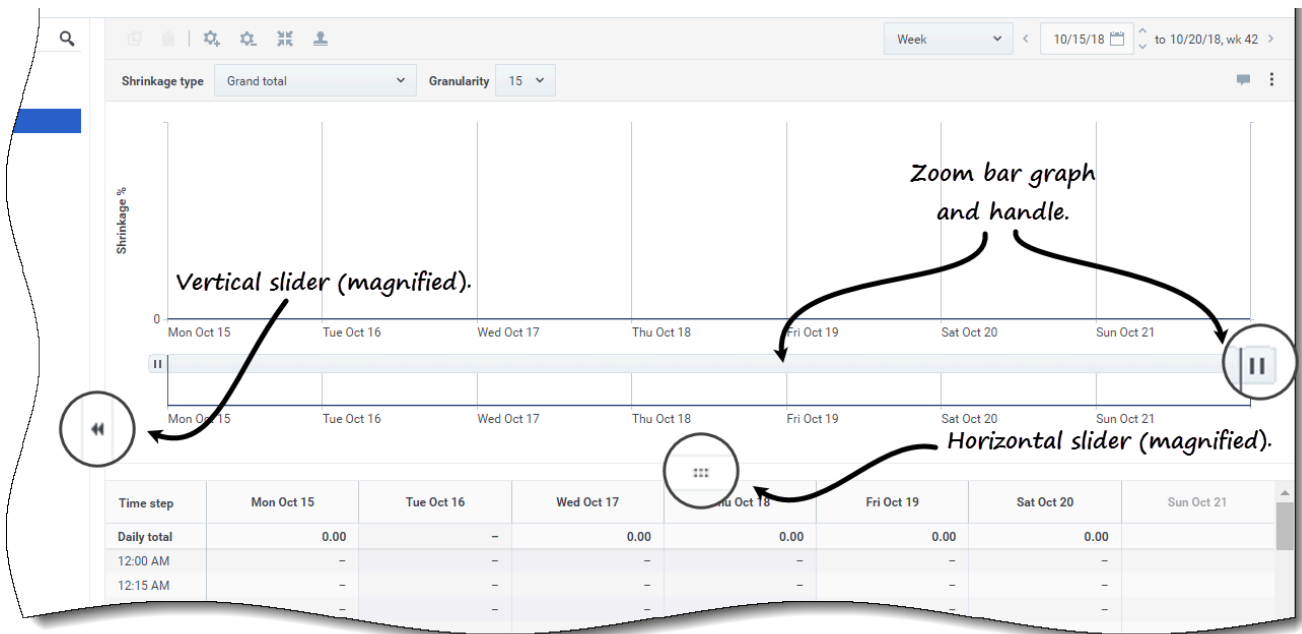 Week 10/15/18 to 10/20/18, wk 42
Shrinkage type Grand total Granularity 15
Zoom bar graph
and handle.
Shrinkage %
Vertical slider (magnified).
0
Mon Oct 15 Tue Oct 16 Wed Oct 17 Thu Oct 18 Fri Oct 19 Sat Oct 20 Sun Oct 21
Mon Oct 15 Tue Oct 16 Wed Oct 17 Thu Oct 18 Fri Oct 19 Sat Oct 20 Sun Oct 21
Horizontal slider (magnified).
Time step Mon Oct 15 Tue Oct 16 Wed Oct 17 Thu Oct 18 Fri Oct 19 Sat Oct 20 Sun Oct 21
Daily total 0.00 – 0.00 0.00 0.00 0.00
12:00 AM – – – – – –
12:15 AM – – – – – –
– – – – – –